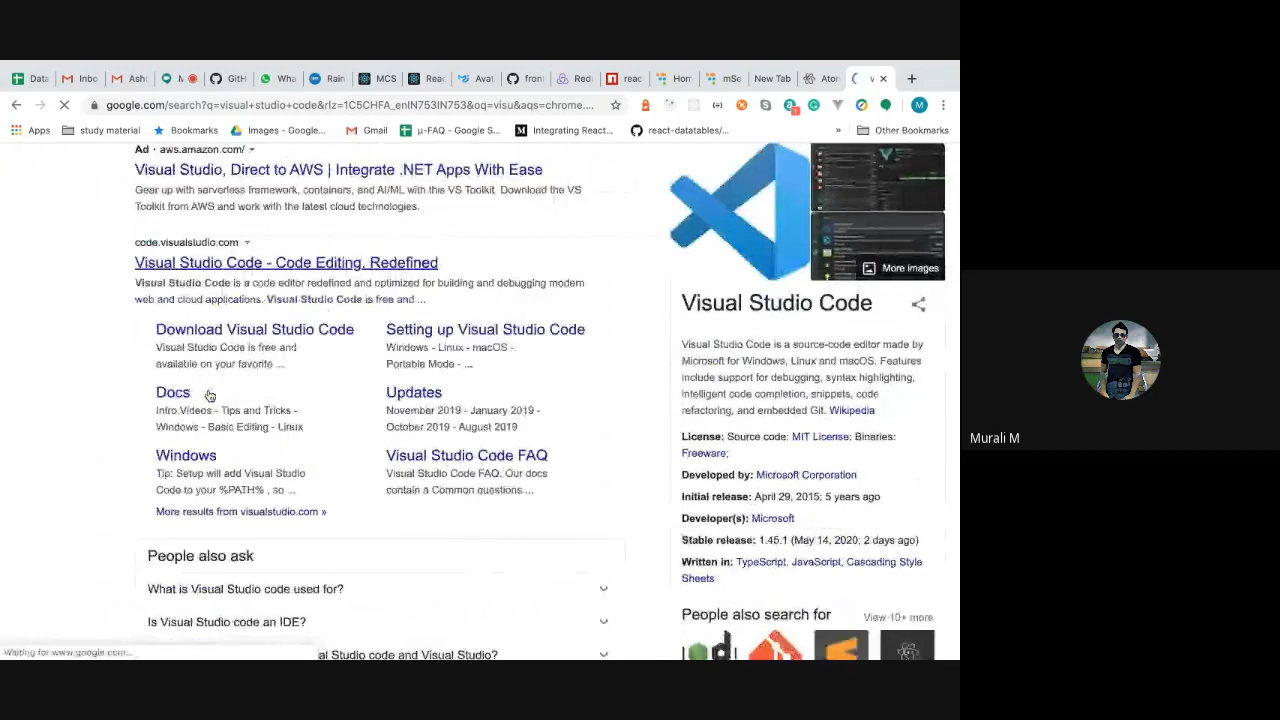 Data
Inbo
Asho
M
GitH
Wha
Rain
MCS
Reac
Avat
fron
Redu
reac
Hom
mSe
New Tab
Aton
google.com/search?q=visual+studio+code&rlz=1C5CHFA_enIN753IN753&oq=visu&aqs=chrome....
M
Apps
study material
Bookmarks
Images - Google...
Gmail
μ-FAQ - Google S...
Integrating React...
react-datatables/...
»
Other Bookmarks
Ad · aws.amazon.com/
Visual Studio, Direct to AWS | Integrate .NET Apps With Ease
Gear up with serverless framework, containers, and AI/ML with this VS Toolkit. Download the VS
Toolkit from AWS and work with the latest cloud technologies.
code.visualstudio.com
Visual Studio Code - Code Editing. Redefined
Visual Studio Code is a code editor redefined and optimized for building and debugging modern
web and cloud applications. Visual Studio Code is free and ...
Download Visual Studio Code
Visual Studio Code is free and
available on your favorite ...
Setting up Visual Studio Code
Windows - Linux - macOS -
Portable Mode - ...
Docs
Intro Videos - Tips and Tricks -
Windows - Basic Editing - Linux
Updates
November 2019 - January 2019 -
October 2019 - August 2019
Windows
Tip: Setup will add Visual Studio
Code to your %PATH% , so ...
Visual Studio Code FAQ
Visual Studio Code FAQ. Our docs
contain a Common questions ...
More results from visualstudio.com »
People also ask
What is Visual Studio code used for?
Is Visual Studio code an IDE?
al Studio code and Visual Studio?
Waiting for www.google.com...
More images
Visual Studio Code
Visual Studio Code is a source-code editor made by
Microsoft for Windows, Linux and macOS. Features
include support for debugging, syntax highlighting,
intelligent code completion, snippets, code
refactoring, and embedded Git. Wikipedia
License: Source code: MIT License; Binaries:
Freeware;
Developed by: Microsoft Corporation
Initial release: April 29, 2015; 5 years ago
Developer(s): Microsoft
Stable release: 1.45.1 (May 14, 2020; 2 days ago)
Written in: TypeScript, JavaScript, Cascading Style
Sheets
People also search for
View 10+ more
Murali M